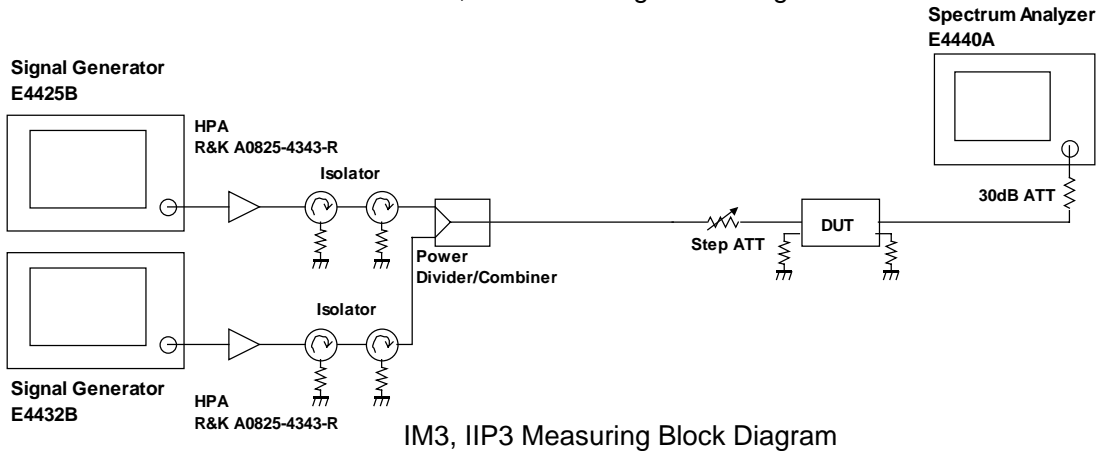 Spectrum Analyzer
E4440A
Signal Generator
E4425B
HPA
R&K A0825-4343-R
Isolator
30dB ATT
Step ATT
DUT
Power
Divider/Combiner
Isolator
Signal Generator
E4432B
HPA
R&K A0825-4343-R
IM3, IIP3 Measuring Block Diagram